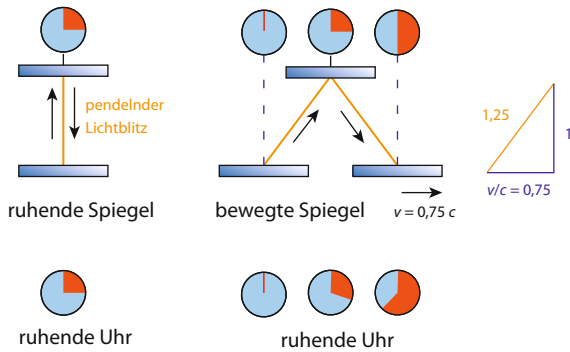 pendelnder
Lichtblitz
ruhende Spiegel
bewegte Spiegel
v = 0,75 c
1,25
1
v/c = 0,75
ruhende Uhr
ruhende Uhr